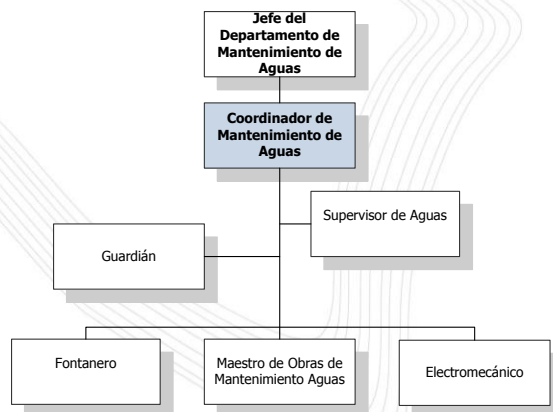 Jefe del
Departamento de
Mantenimiento de
Aguas
Coordinador de
Mantenimiento de
Aguas
Supervisor de Aguas
Guardián
Fontanero
Maestro de Obras de
Mantenimiento Aguas
Electromecánico